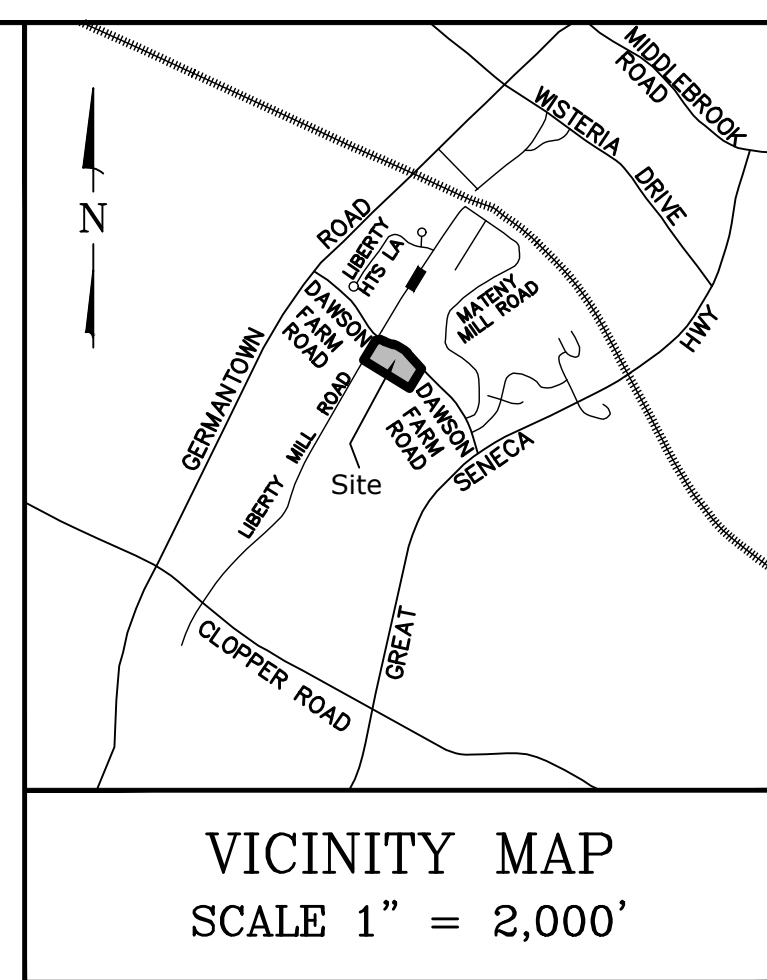 MIDDLEBROOK
ROAD
WISTERIA
DRIVE
N
ROAD
LIBERTY
HTS LA
MATENY
MILL ROAD
DAWSON
FARM
ROAD
HWY
GERMANTOWN
LIBERTY MILL ROAD
DAWSON
FARM
ROAD
SENECA
Site
GREAT
CLOPPER ROAD
VICINITY MAP
SCALE 1” = 2,000’